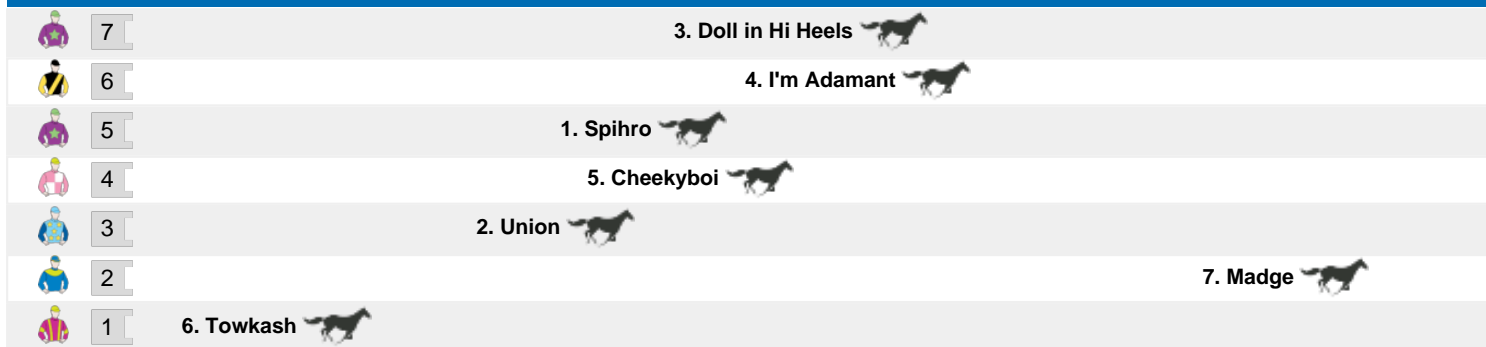 7 3. Doll in Hi Heels
6 4. I'm Adamant
5 1. Spihro
4 5. Cheekyboi
3 2. Union
2 7. Madge
1 6. Towkash